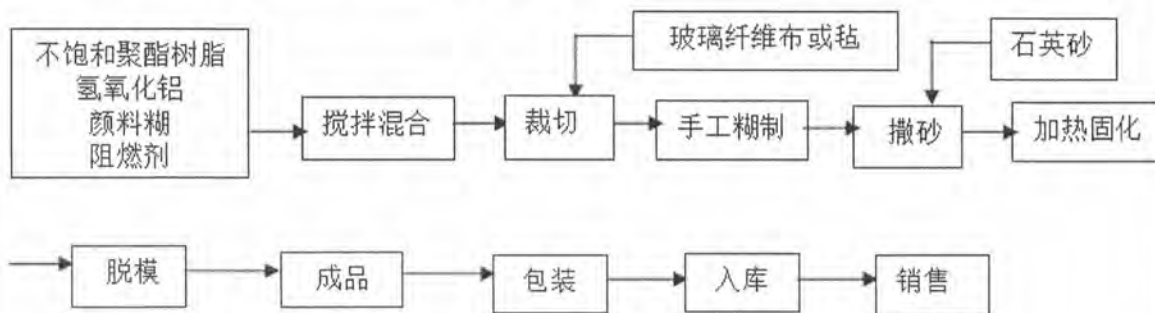 不饱和聚酯树脂
氢氧化铝
颜料糊
阻燃剂
搅拌混合
玻璃纤维布或毡
裁切
手工糊制
石英砂
撒砂
加热固化
脱模
成品
包装
入库
销售